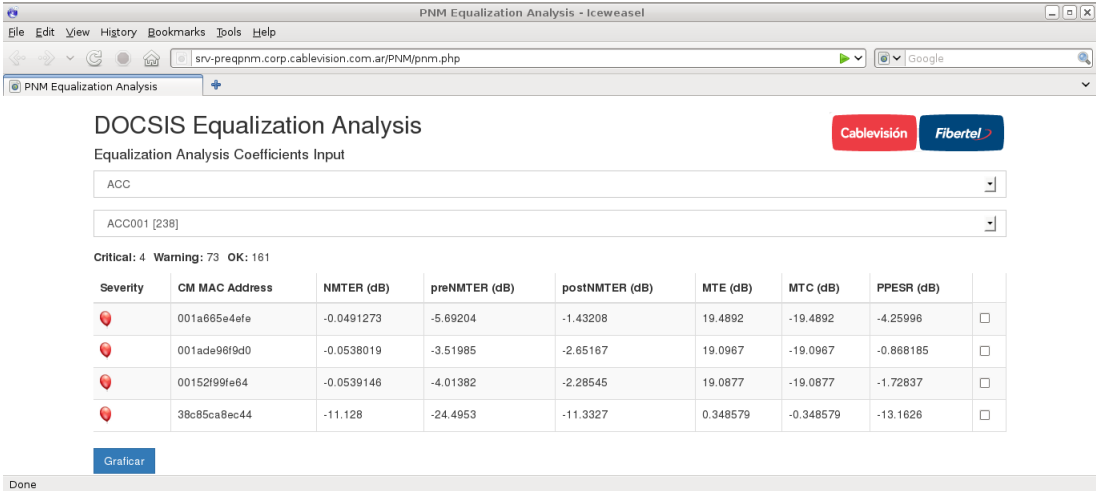 PNM Equalization Analysis - Iceweasel
File Edit View History Bookmarks Tools Help
srv-preqpnm.corp.cablevision.com.ar/PNM/pnm.php Google
PNM Equalization Analysis
DOCSIS Equalization Analysis
Cablevisión Fibertel
Equalization Analysis Coefficients Input
ACC
ACC001 [238]
Critical: 4 Warning: 73 OK: 161
Severity CM MAC Address NMTER (dB) preNMTER (dB) postNMTER (dB) MTE (dB) MTC (dB) PPESR (dB)
001a665e4efe -0.0491273 -5.69204 -1.43208 19.4892 -19.4892 -4.25996
001ade96f9d0 -0.0538019 -3.51985 -2.65167 19.0967 -19.0967 -0.868185
00152f99fe64 -0.0539146 -4.01382 -2.28545 19.0877 -19.0877 -1.72837
38c85ca8ec44 -11.128 -24.4953 -11.3327 0.348579 -0.348579 -13.1626
Graficar
Done